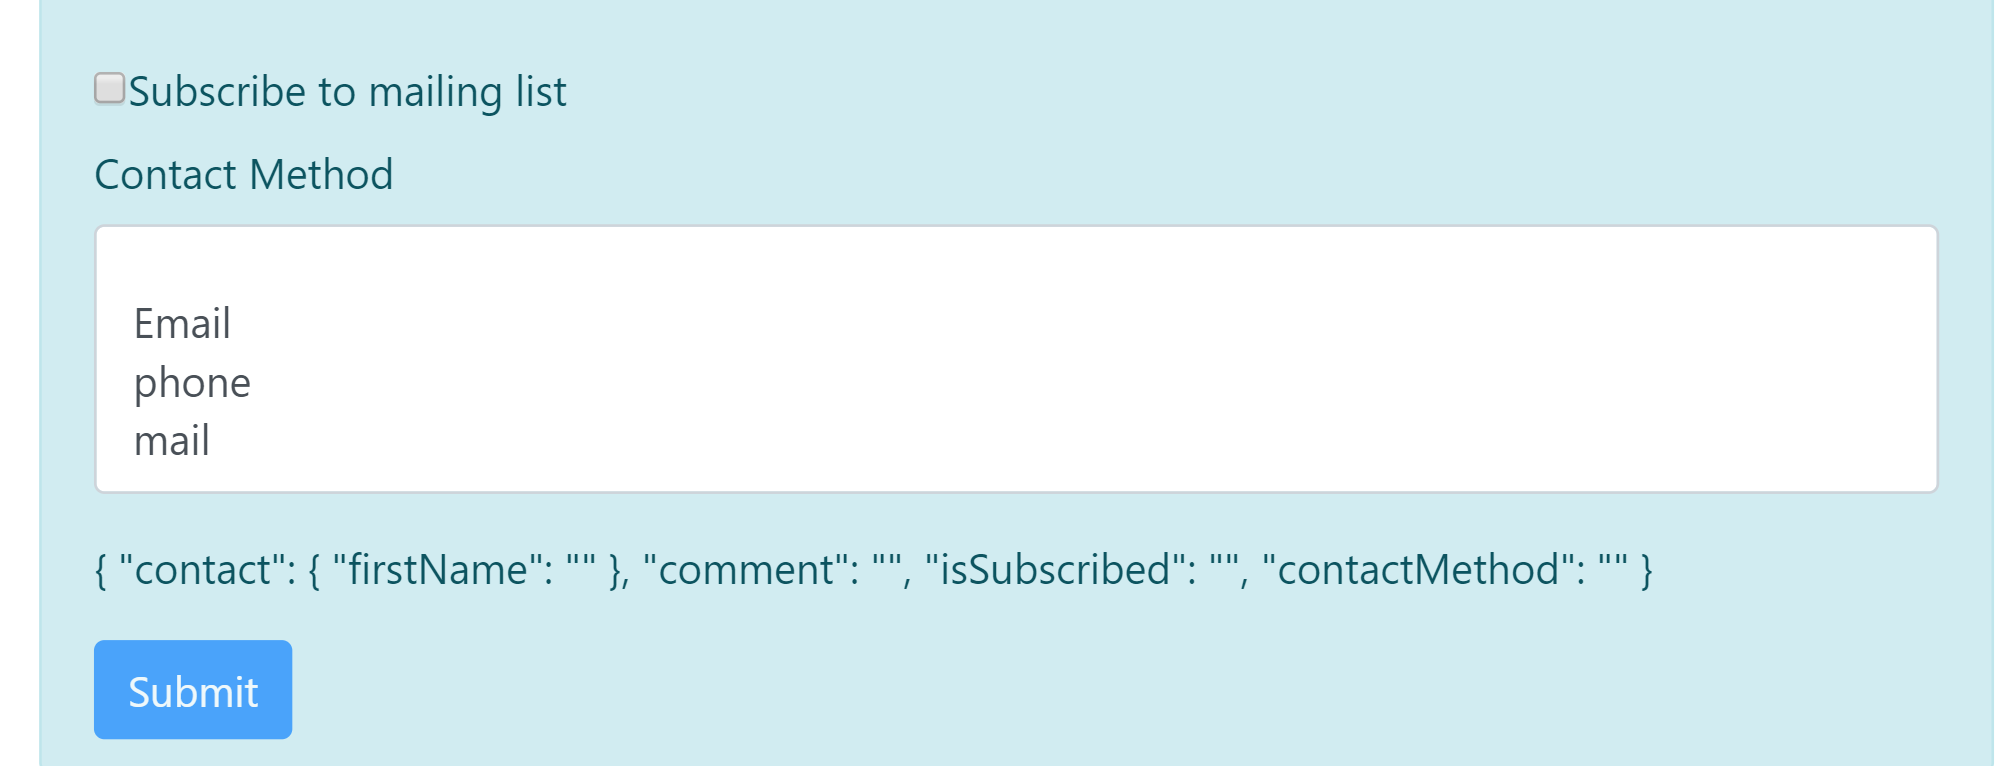 Subscribe to mailing list
Contact Method
Email
phone
mail
{ "contact": { "firstName": "" }, "comment": "", "isSubscribed": "", "contactMethod": "" }
Submit